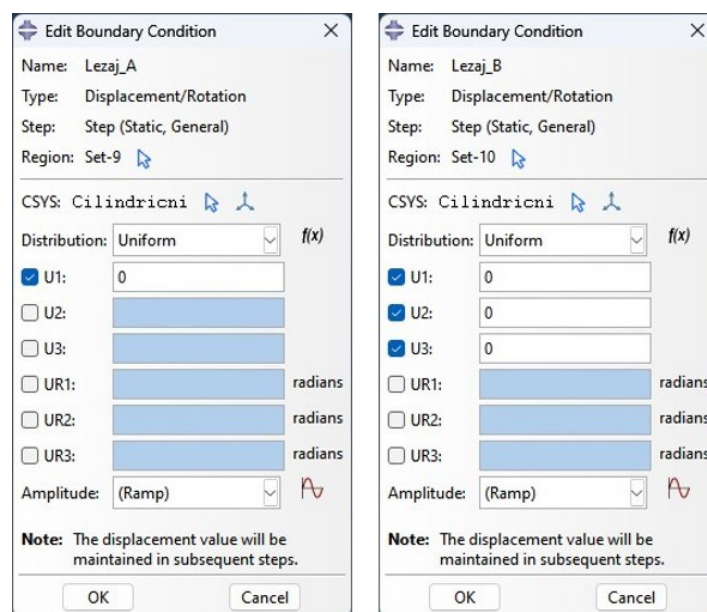 Edit Boundary Condition
Name: Lezaj_A
Type: Displacement/Rotation
Step: Step (Static, General)
Region: Set-9
CSYS: Cilindricni
Distribution: Uniform f(x)
U1: 0
U2:
U3:
UR1: radians
UR2: radians
UR3: radians
Amplitude: (Ramp)
Note: The displacement value will be
maintained in subsequent steps.
OK Cancel
Edit Boundary Condition
Name: Lezaj_B
Type: Displacement/Rotation
Step: Step (Static, General)
Region: Set-10
CSYS: Cilindricni
Distribution: Uniform f(x)
U1: 0
U2: 0
U3: 0
UR1: radians
UR2: radians
UR3: radians
Amplitude: (Ramp)
Note: The displacement value will be
maintained in subsequent steps.
OK Cancel